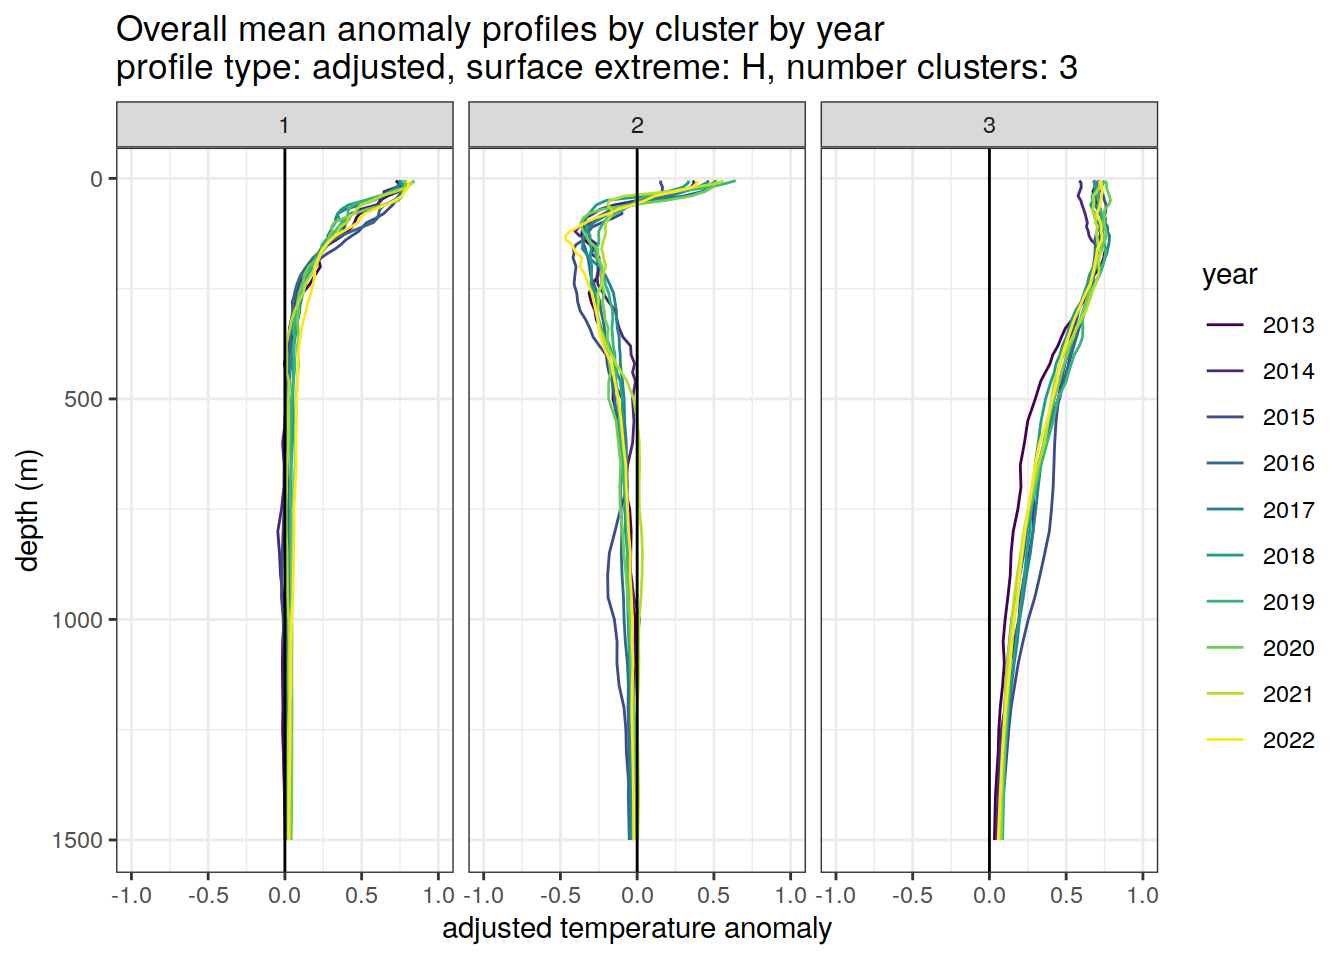 Overall mean anomaly profiles by cluster by year
profile type: adjusted, surface extreme: H, number clusters: 3
1 2 3
0
500
1000
1500
depth (m)
-1.0 -0.5 0.0 0.5 1.0 -1.0 -0.5 0.0 0.5 1.0 -1.0 -0.5 0.0 0.5 1.0
adjusted temperature anomaly
year
2013
2014
2015
2016
2017
2018
2019
2020
2021
2022